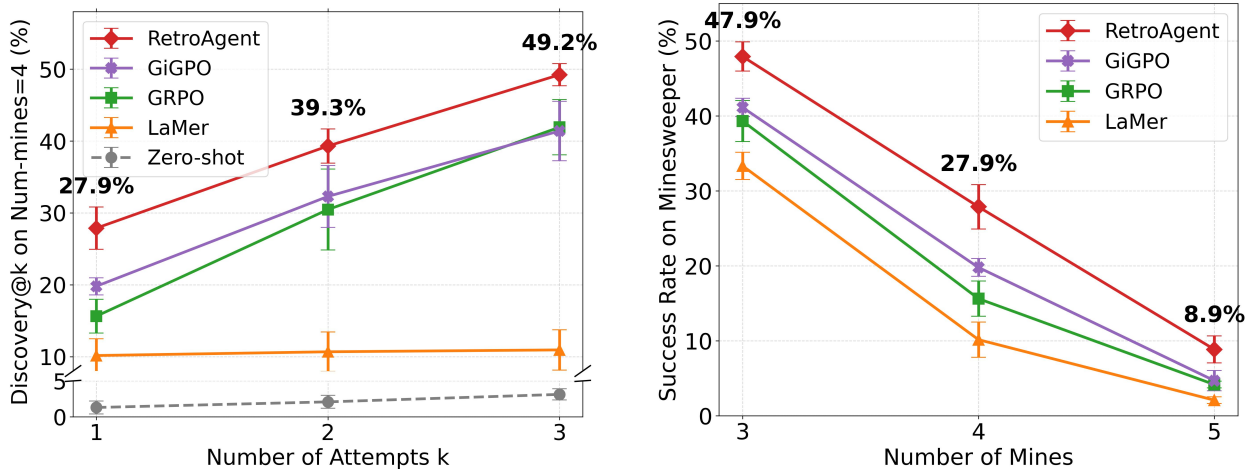 Discovery@k on Num-mines=4 (%)
50
40
30
20
10
5
0
RetroAgent
GiGPO
GRPO
LaMer
Zero-shot
27.9%
39.3%
49.2%
1
2
3
Number of Attempts k
Success Rate on Minesweeper (%)
50
40
30
20
10
0
47.9%
27.9%
8.9%
RetroAgent
GiGPO
GRPO
LaMer
3
4
5
Number of Mines